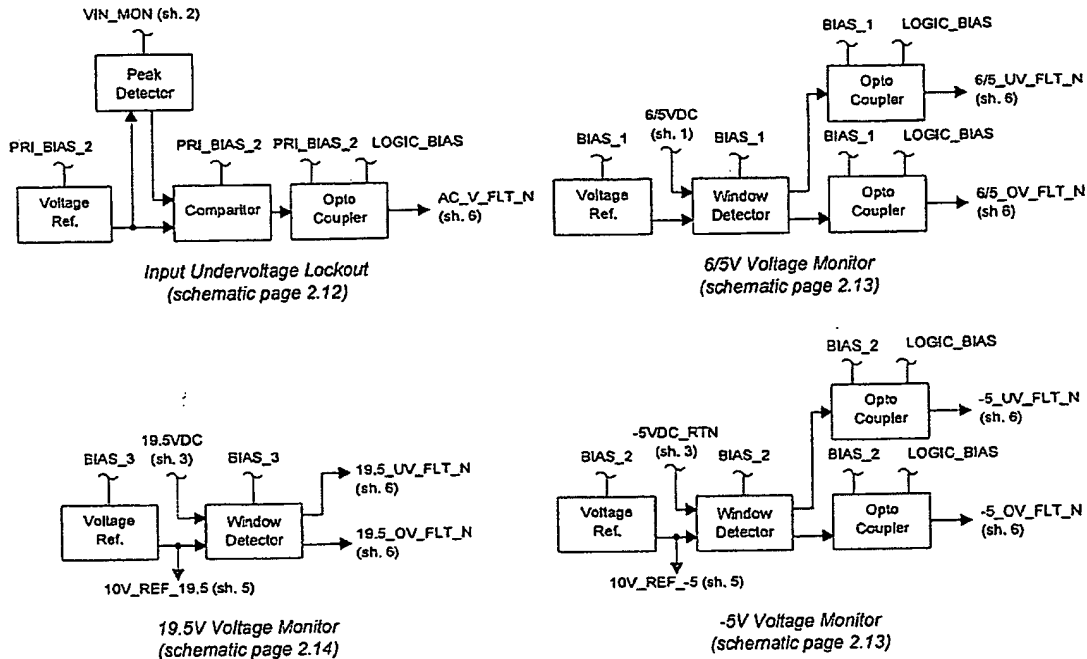 VIN_MON (sh. 2)
Peak
Detector
PRI_BIAS_2
PRI_BIAS_2
PRI_BIAS_2
LOGIC_BIAS
Voltage
Ref.
Comparitor
Opto
Coupler
AC_V_FLT_N
(sh. 6)
Input Undervoltage Lockout
(schematic page 2.12)
BIAS_1
LOGIC_BIAS
Opto
Coupler
6/5_UV_FLT_N
(sh. 6)
6/5VDC
(sh. 1)
BIAS_1
BIAS_1
BIAS_1
LOGIC_BIAS
Voltage
Ref.
Window
Detector
Opto
Coupler
6/5_OV_FLT_N
(sh 6)
6/5V Voltage Monitor
(schematic page 2.13)
19.5VDC
(sh. 3)
BIAS_3
BIAS_3
Voltage
Ref.
Window
Detector
19.5_UV_FLT_N
(sh. 6)
19.5_OV_FLT_N
(sh. 6)
10V_REF_19.5 (sh. 5)
19.5V Voltage Monitor
(schematic page 2.14)
BIAS_2
LOGIC_BIAS
Opto
Coupler
-5_UV_FLT_N
(sh. 6)
-5VDC_RTN
(sh. 3)
BIAS_2
BIAS_2
BIAS_2
LOGIC_BIAS
Voltage
Ref.
Window
Detector
Opto
Coupler
-5_OV_FLT_N
(sh. 6)
10V_REF_-5 (sh. 5)
-5V Voltage Monitor
(schematic page 2.13)